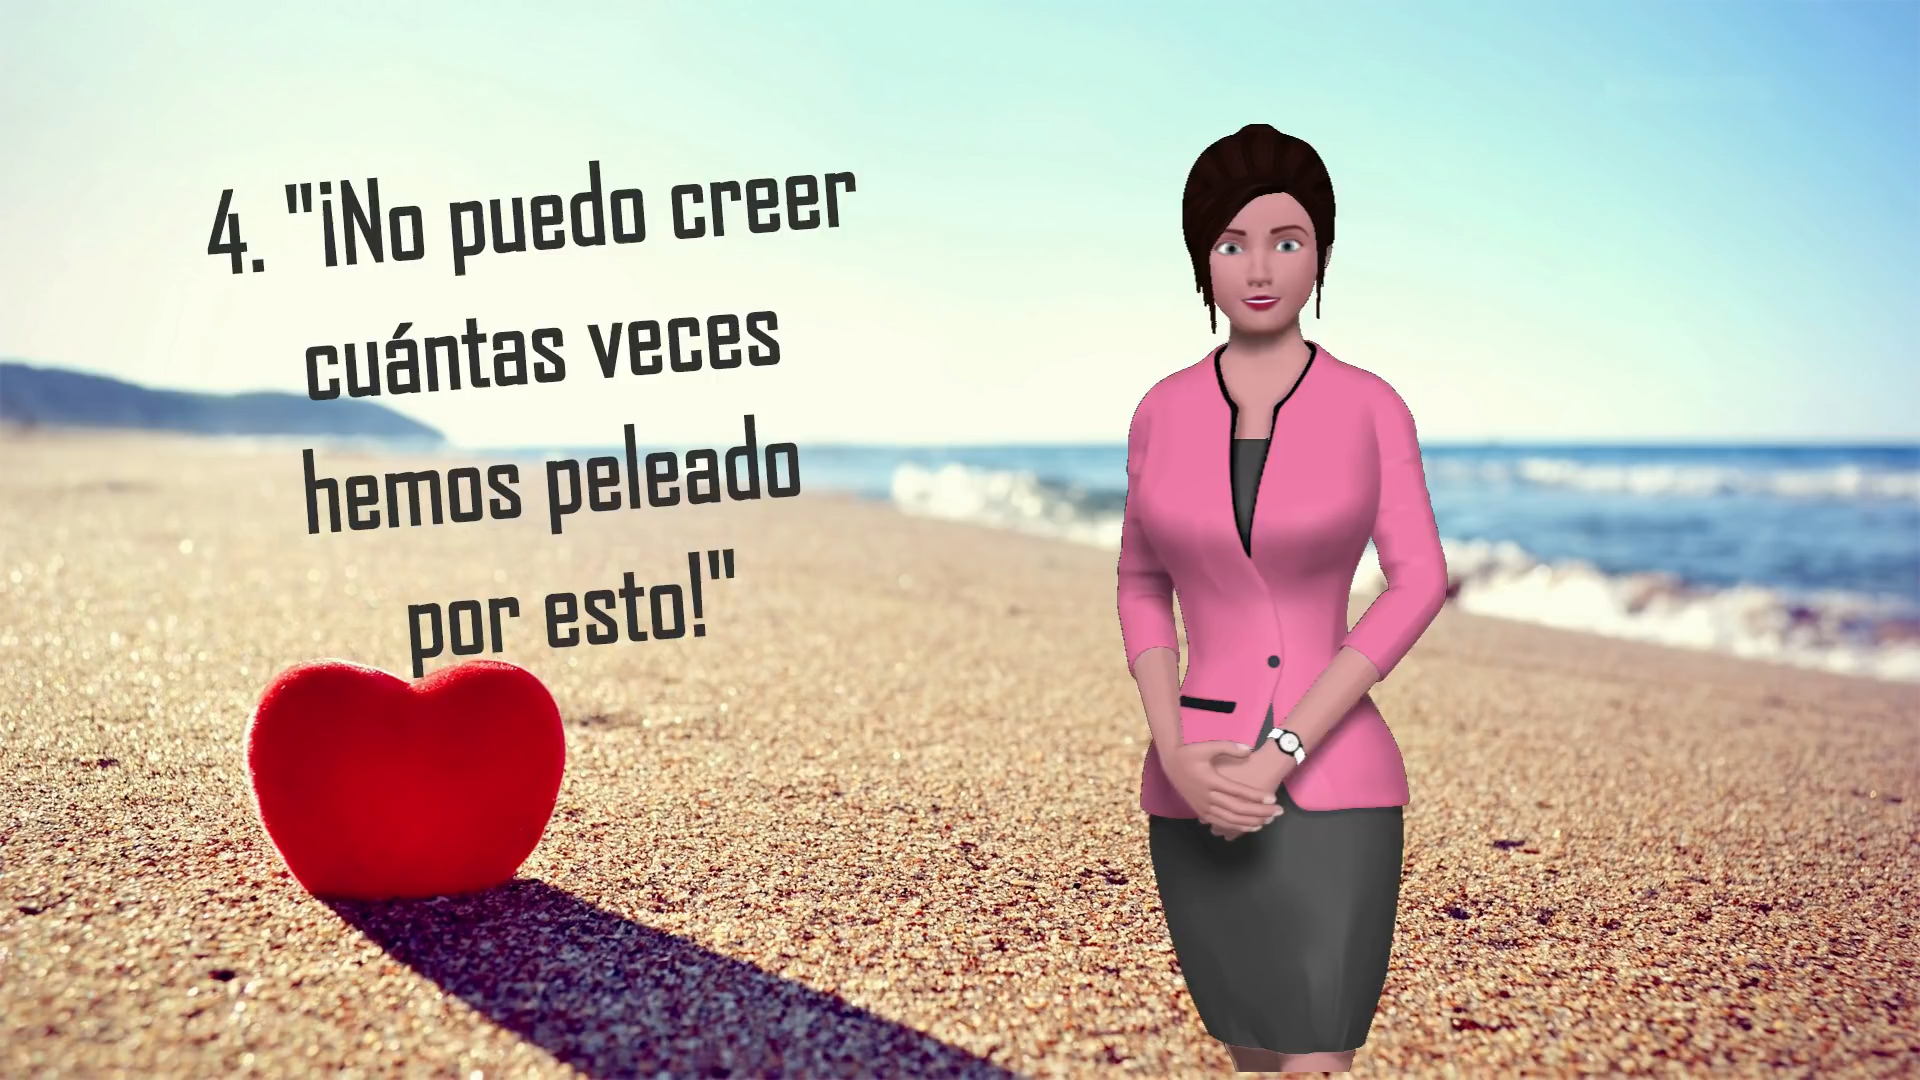 4. "¡No puedo creer
cuántas veces
hemos peleado
por esto!"